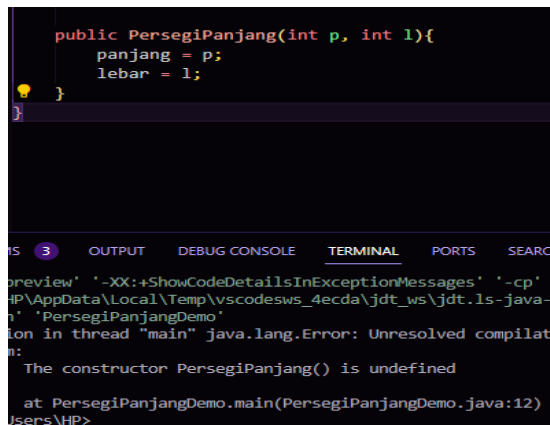 public PersegiPanjang(int p, int l){
panjang = p;
lebar = l;
}
}
MS 3 OUTPUT DEBUG CONSOLE TERMINAL PORTS SEARC
preview' '-XX:+ShowCodeDetailsInExceptionMessages' '-cp'
HP\AppData\Local\Temp\vscodesws_4ecda\jdt_ws\jdt.ls-java-
n' 'PersegiPanjangDemo'
ion in thread "main" java.lang.Error: Unresolved compilat
m:
The constructor PersegiPanjang() is undefined
at PersegiPanjangDemo.main(PersegiPanjangDemo.java:12)
Users\HP>